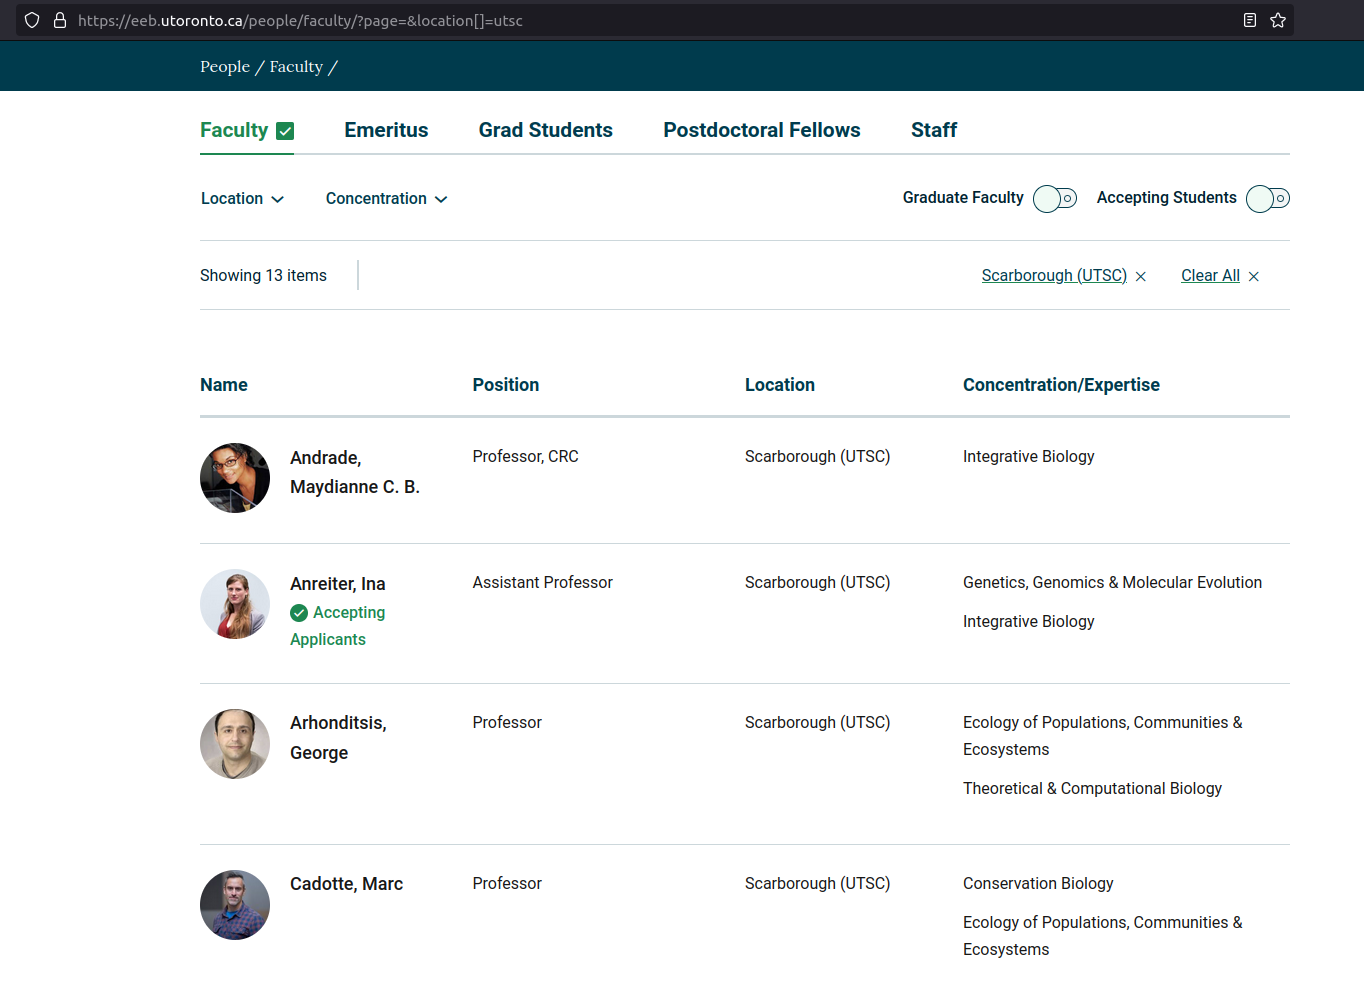 https://eeb.utoronto.ca/people/faculty/?page=&location[]=utsc
People / Faculty /
Faculty Emeritus Grad Students Postdoctoral Fellows Staff
Location Concentration Graduate Faculty Accepting Students
Showing 13 items Scarborough (UTSC) × Clear All ×
Name Position Location Concentration/Expertise
Andrade, Professor, CRC Scarborough (UTSC) Integrative Biology
Maydianne C. B.
Anreiter, Ina Assistant Professor Scarborough (UTSC) Genetics, Genomics & Molecular Evolution
Accepting Integrative Biology
Applicants
Arhonditsis, Professor Scarborough (UTSC) Ecology of Populations, Communities &
George Ecosystems
Theoretical & Computational Biology
Cadotte, Marc Professor Scarborough (UTSC) Conservation Biology
Ecology of Populations, Communities &
Ecosystems